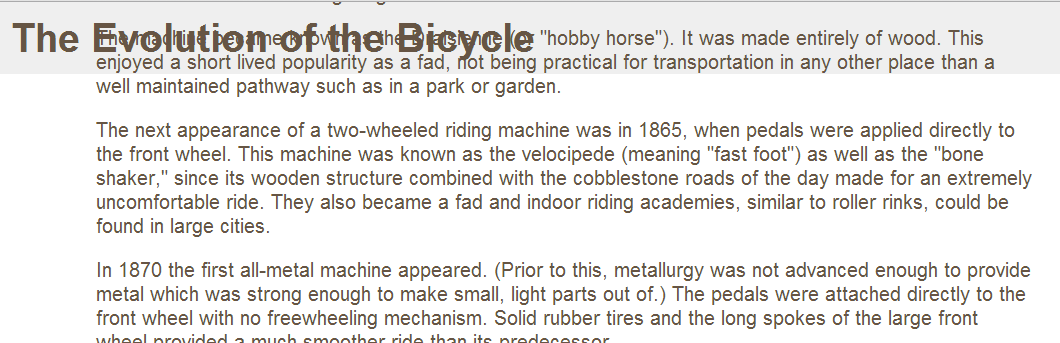 The Evolution of the Bicycle
The machine became known as the Draisienne (or "hobby horse"). It was made entirely of wood. This
enjoyed a short lived popularity as a fad, not being practical for transportation in any other place than a
well maintained pathway such as in a park or garden.
The next appearance of a two-wheeled riding machine was in 1865, when pedals were applied directly to
the front wheel. This machine was known as the velocipede (meaning "fast foot") as well as the "bone
shaker," since its wooden structure combined with the cobblestone roads of the day made for an extremely
uncomfortable ride. They also became a fad and indoor riding academies, similar to roller rinks, could be
found in large cities.
In 1870 the first all-metal machine appeared. (Prior to this, metallurgy was not advanced enough to provide
metal which was strong enough to make small, light parts out of.) The pedals were attached directly to the
front wheel with no freewheeling mechanism. Solid rubber tires and the long spokes of the large front
wheel provided a much smoother ride than its predecessor.